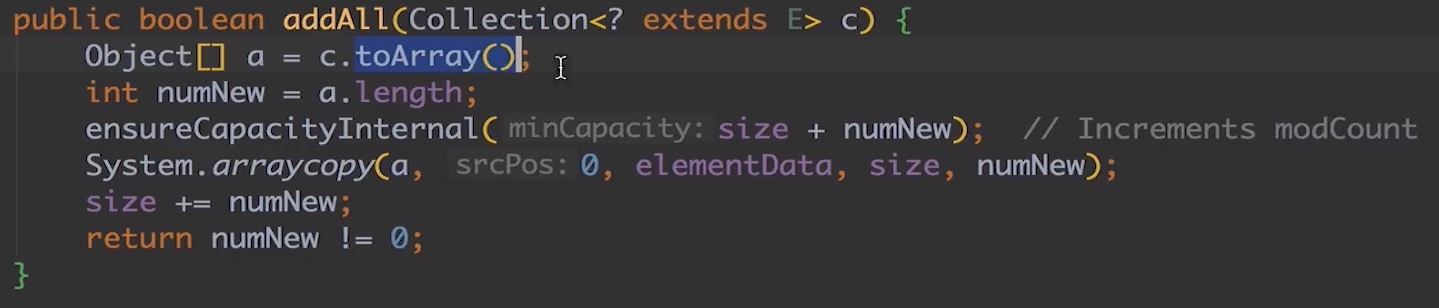 public boolean addAll(Collection<? extends E> c) {
Object[] a = c.toArray();
int numNew = a.length;
ensureCapacityInternal( minCapacity: size + numNew);  // Increments modCount
System.arraycopy(a,  srcPos: 0, elementData, size, numNew);
size += numNew;
return numNew != 0;
}